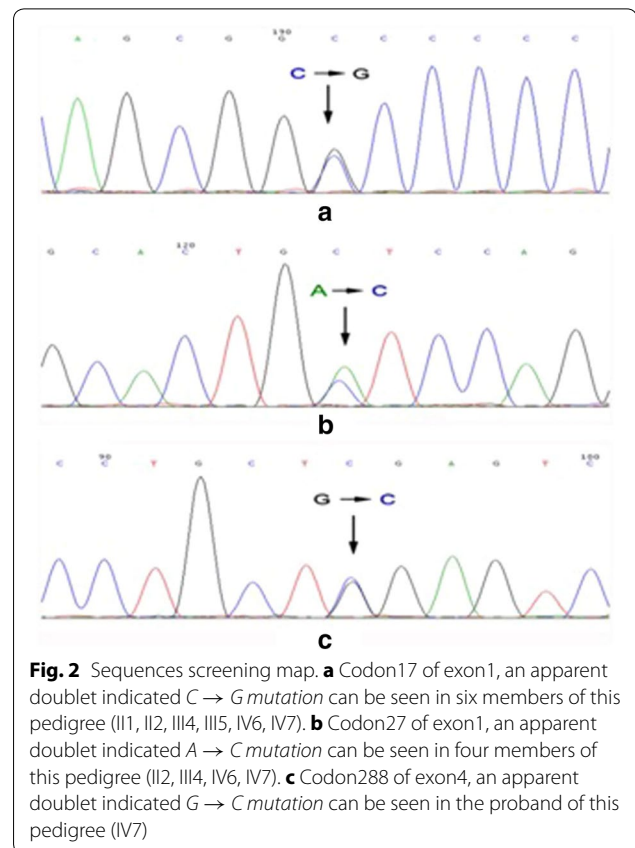 190
A G C G G C C C C C C
C → G
a
120
G C A C T G C T C C A G
A → C
b
90 100
C C T G C T C G A G T C
G → C
c
Fig. 2 Sequences screening map. a Codon17 of exon1, an apparent
doublet indicated C → G mutation can be seen in six members of this
pedigree (II1, II2, III4, III5, IV6, IV7). b Codon27 of exon1, an apparent
doublet indicated A → C mutation can be seen in four members of
this pedigree (II2, III4, IV6, IV7). c Codon288 of exon4, an apparent
doublet indicated G → C mutation can be seen in the proband of this
pedigree (IV7)